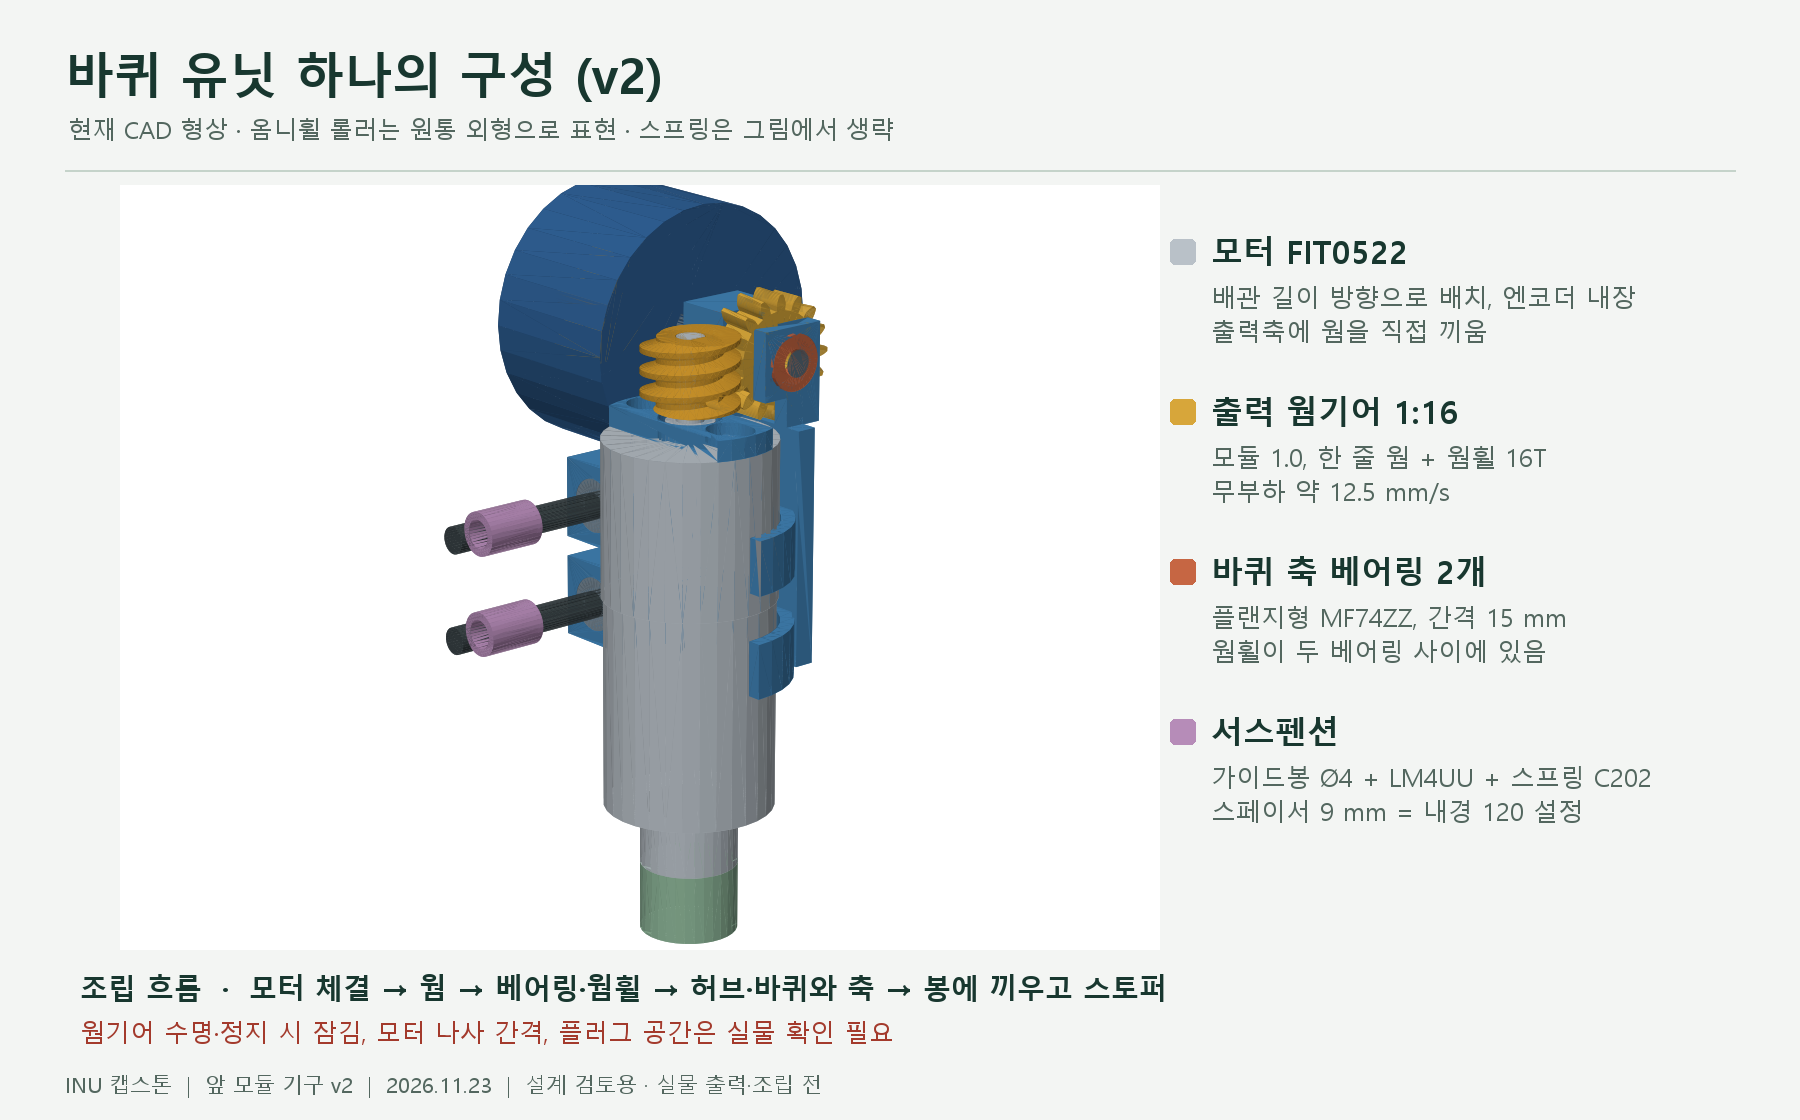 바퀴 유닛 하나의 구성 (v2)
현재 CAD 형상 · 옴니휠 롤러는 원통 외형으로 표현 · 스프링은 그림에서 생략
모터 FIT0522
배관 길이 방향으로 배치, 엔코더 내장
출력축에 웜을 직접 끼움
출력 웜기어 1:16
모듈 1.0, 한 줄 웜 + 웜휠 16T
무부하 약 12.5 mm/s
바퀴 축 베어링 2개
플랜지형 MF74ZZ, 간격 15 mm
웜휠이 두 베어링 사이에 있음
서스펜션
가이드봉 Ø4 + LM4UU + 스프링 C202
스페이서 9 mm = 내경 120 설정
조립 흐름 · 모터 체결 → 웜 → 베어링·웜휠 → 허브·바퀴와 축 → 봉에 끼우고 스토퍼
웜기어 수명·정지 시 잠김, 모터 나사 간격, 플러그 공간은 실물 확인 필요
INU 캡스톤 | 앞 모듈 기구 v2 | 2026.11.23 | 설계 검토용 · 실물 출력·조립 전